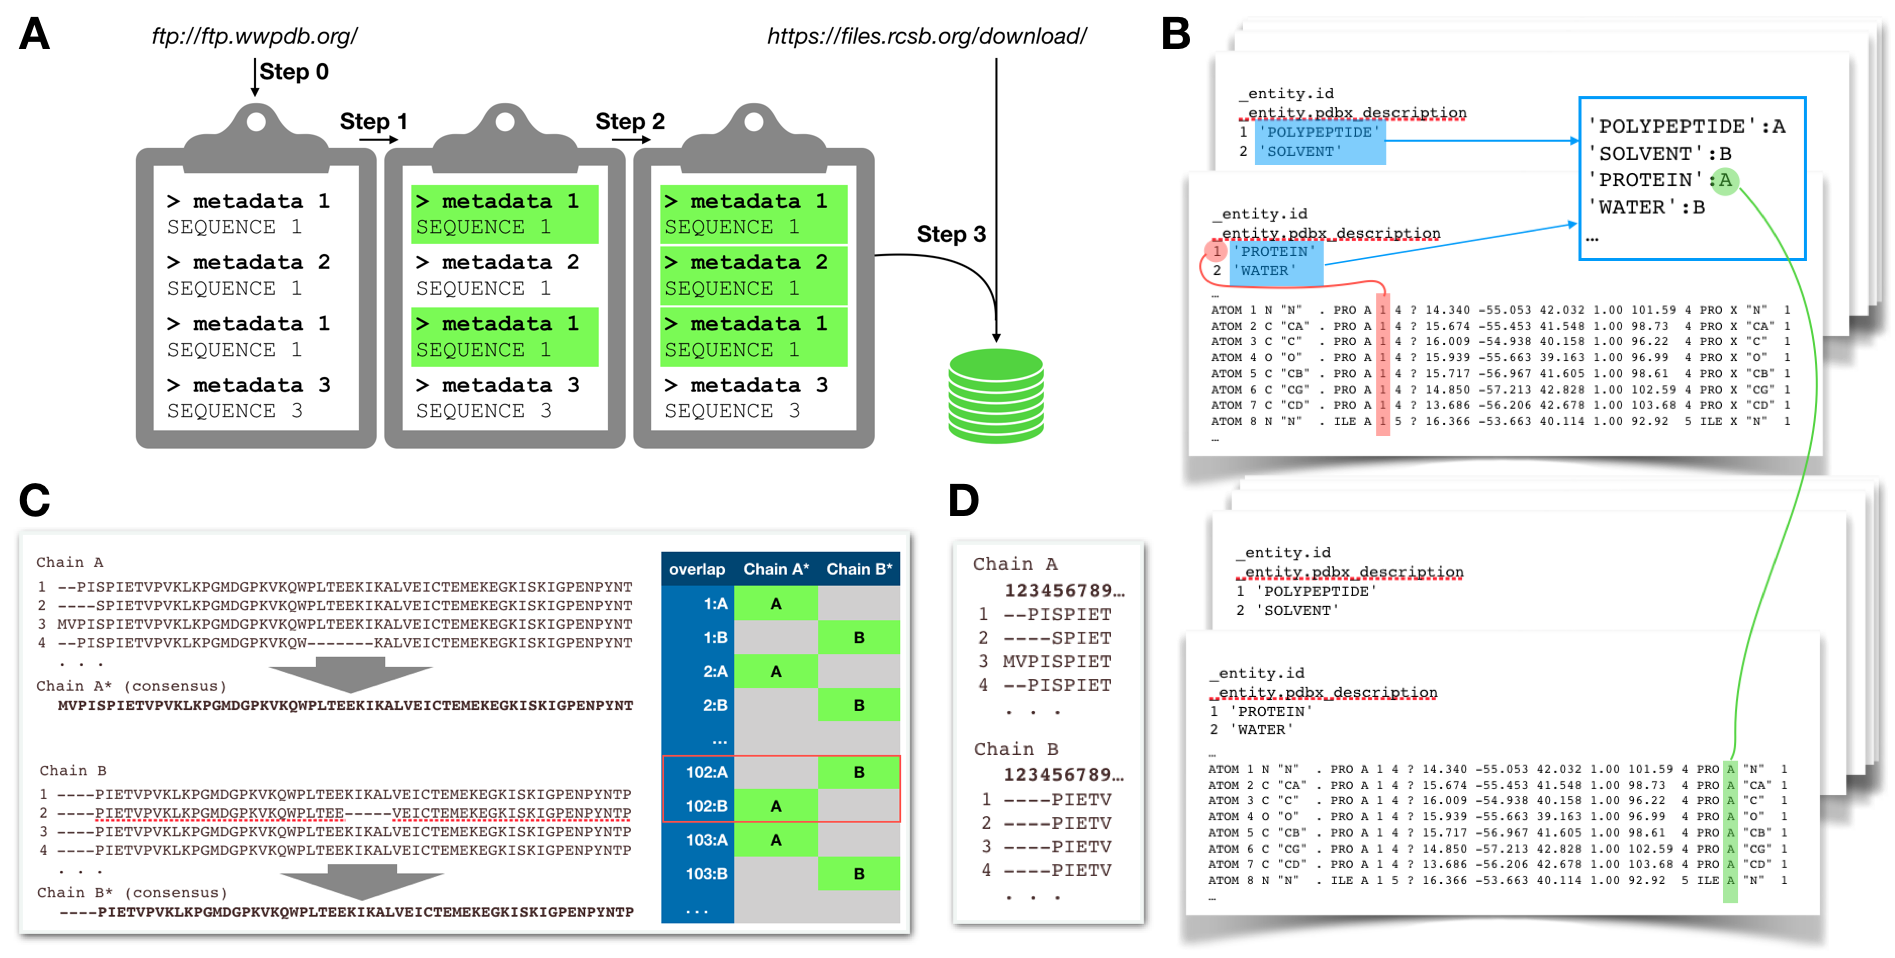 A
ftp://ftp.wwpdb.org/
https://files.rcsb.org/download/
Step 0
Step 1
Step 2
Step 3
> metadata 1
SEQUENCE 1
> metadata 2
SEQUENCE 1
> metadata 1
SEQUENCE 1
> metadata 3
SEQUENCE 3
> metadata 1
SEQUENCE 1
> metadata 2
SEQUENCE 1
> metadata 1
SEQUENCE 1
> metadata 3
SEQUENCE 3
> metadata 1
SEQUENCE 1
> metadata 2
SEQUENCE 1
> metadata 1
SEQUENCE 1
> metadata 3
SEQUENCE 3
B
_entity.id
_entity.pdbx_description
1 'POLYPEPTIDE'
2 'SOLVENT'
'POLYPEPTIDE':A
'SOLVENT':B
'PROTEIN':A
'WATER':B
…
_entity.id
_entity.pdbx_description
1 'PROTEIN'
2 'WATER'
…
ATOM 1 N "N" . PRO A 1 4 ? 14.340 -55.053 42.032 1.00 101.59 4 PRO X "N" 1
ATOM 2 C "CA" . PRO A 1 4 ? 15.674 -55.453 41.548 1.00 98.73 4 PRO X "CA" 1
ATOM 3 C "C" . PRO A 1 4 ? 16.009 -54.938 40.158 1.00 96.22 4 PRO X "C" 1
ATOM 4 O "O" . PRO A 1 4 ? 15.939 -55.663 39.163 1.00 96.99 4 PRO X "O" 1
ATOM 5 C "CB" . PRO A 1 4 ? 15.717 -56.967 41.605 1.00 98.61 4 PRO X "CB" 1
ATOM 6 C "CG" . PRO A 1 4 ? 14.850 -57.213 42.828 1.00 102.59 4 PRO X "CG" 1
ATOM 7 C "CD" . PRO A 1 4 ? 13.686 -56.206 42.678 1.00 103.68 4 PRO X "CD" 1
ATOM 8 N "N" . ILE A 1 5 ? 16.366 -53.663 40.114 1.00 92.92 5 ILE X "N" 1
…
_entity.id
_entity.pdbx_description
1 'POLYPEPTIDE'
2 'SOLVENT'
_entity.id
_entity.pdbx_description
1 'PROTEIN'
2 'WATER'
…
ATOM 1 N "N" . PRO A 1 4 ? 14.340 -55.053 42.032 1.00 101.59 4 PRO A "N" 1
ATOM 2 C "CA" . PRO A 1 4 ? 15.674 -55.453 41.548 1.00 98.73 4 PRO A "CA" 1
ATOM 3 C "C" . PRO A 1 4 ? 16.009 -54.938 40.158 1.00 96.22 4 PRO A "C" 1
ATOM 4 O "O" . PRO A 1 4 ? 15.939 -55.663 39.163 1.00 96.99 4 PRO A "O" 1
ATOM 5 C "CB" . PRO A 1 4 ? 15.717 -56.967 41.605 1.00 98.61 4 PRO A "CB" 1
ATOM 6 C "CG" . PRO A 1 4 ? 14.850 -57.213 42.828 1.00 102.59 4 PRO A "CG" 1
ATOM 7 C "CD" . PRO A 1 4 ? 13.686 -56.206 42.678 1.00 103.68 4 PRO A "CD" 1
ATOM 8 N "N" . ILE A 1 5 ? 16.366 -53.663 40.114 1.00 92.92 5 ILE A "N" 1
…
C
Chain A
1 --PISPIETVPVKLKPGMDGPKVKQWPLTEEKIKALVEICTEMEKEGKISKIGPENPYNT
2 ----SPIETVPVKLKPGMDGPKVKQWPLTEEKIKALVEICTEMEKEGKISKIGPENPYNT
3 MVPISPIETVPVKLKPGMDGPKVKQWPLTEEKIKALVEICTEMEKEGKISKIGPENPYNT
4 --PISPIETVPVKLKPGMDGPKVKQW-------KALVEICTEMEKEGKISKIGPENPYNT
. . .
Chain A* (consensus)
MVPISPIETVPVKLKPGMDGPKVKQWPLTEEKIKALVEICTEMEKEGKISKIGPENPYNT
Chain B
1 ----PIETVPVKLKPGMDGPKVKQWPLTEEKIKALVEICTEMEKEGKISKIGPENPYNTP
2 ----PIETVPVKLKPGMDGPKVKQWPLTEE-----VEICTEMEKEGKISKIGPENPYNTP
3 ----PIETVPVKLKPGMDGPKVKQWPLTEEKIKALVEICTEMEKEGKISKIGPENPYNTP
4 ----PIETVPVKLKPGMDGPKVKQWPLTEEKIKALVEICTEMEKEGKISKIGPENPYNTP
. . .
Chain B* (consensus)
----PIETVPVKLKPGMDGPKVKQWPLTEEKIKALVEICTEMEKEGKISKIGPENPYNTP
overlap Chain A* Chain B*
1:A A
1:B B
2:A A
2:B B
...
102:A B
102:B A
103:A A
103:B B
...
D
Chain A
123456789…
1 --PISPIET
2 ----SPIET
3 MVPISPIET
4 --PISPIET
. . .
Chain B
123456789…
1 ----PIETV
2 ----PIETV
3 ----PIETV
4 ----PIETV
. . .